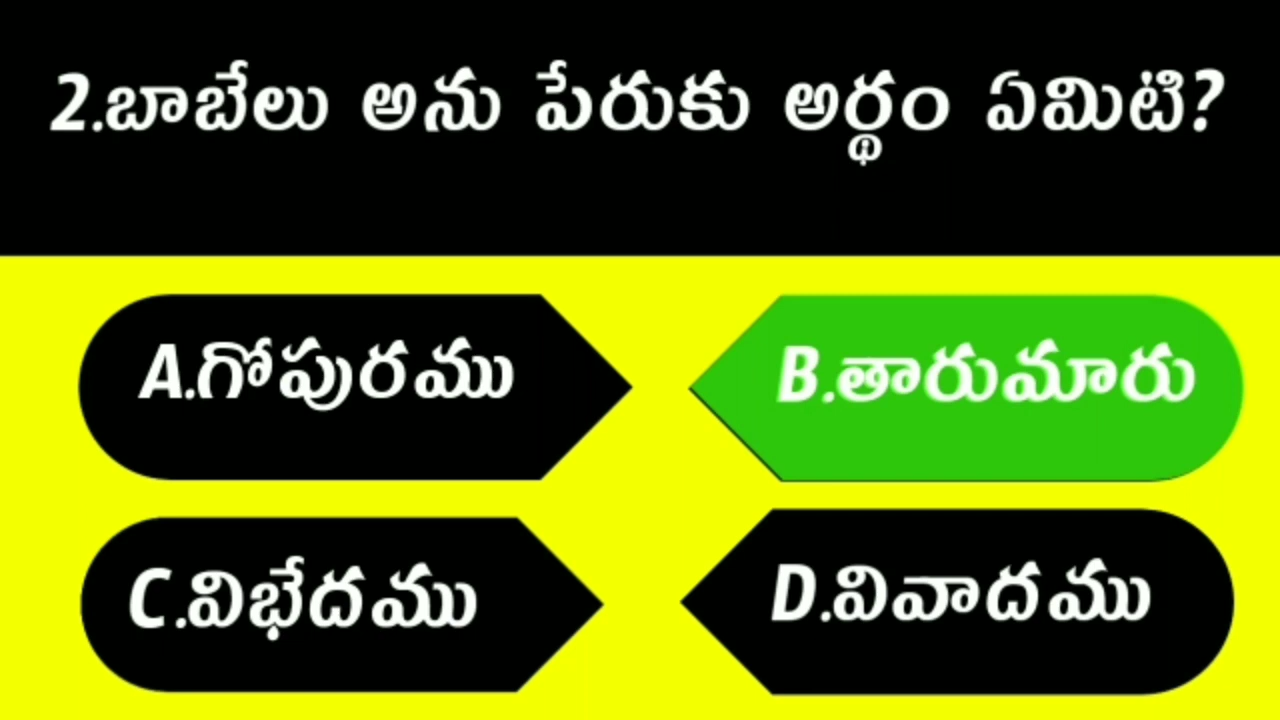 2.బాబేలు అను పేరుకు అర్థం ఏమిటి?
A.గోపురము
B.తారుమారు
C.విభేదము
D.వివాదము